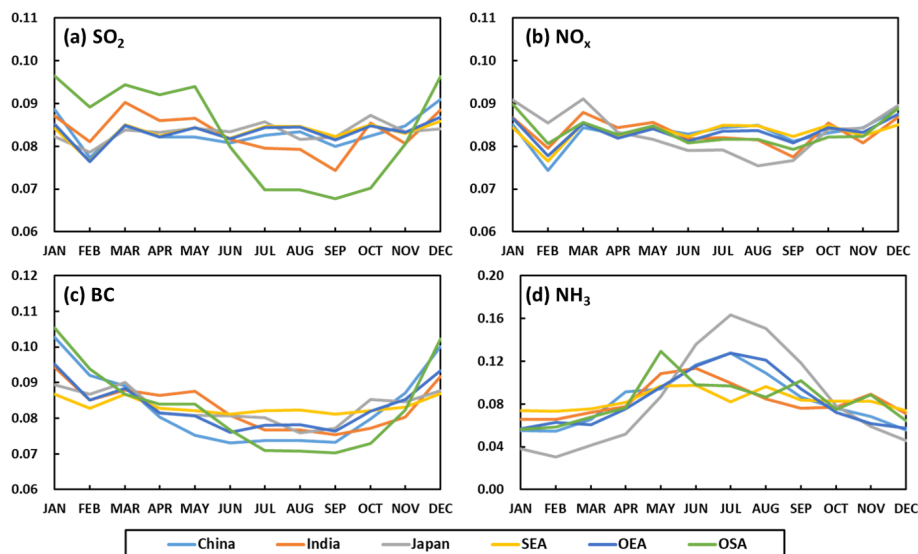 (a) SO₂
0.11
0.10
0.09
0.08
0.07
0.06
JAN FEB MAR APR MAY JUN JUL AUG SEP OCT NOV DEC
(b) NOₓ
0.11
0.10
0.09
0.08
0.07
0.06
JAN FEB MAR APR MAY JUN JUL AUG SEP OCT NOV DEC
(c) BC
0.12
0.11
0.10
0.09
0.08
0.07
0.06
JAN FEB MAR APR MAY JUN JUL AUG SEP OCT NOV DEC
(d) NH₃
0.20
0.16
0.12
0.08
0.04
0.00
JAN FEB MAR APR MAY JUN JUL AUG SEP OCT NOV DEC
China India Japan SEA OEA OSA